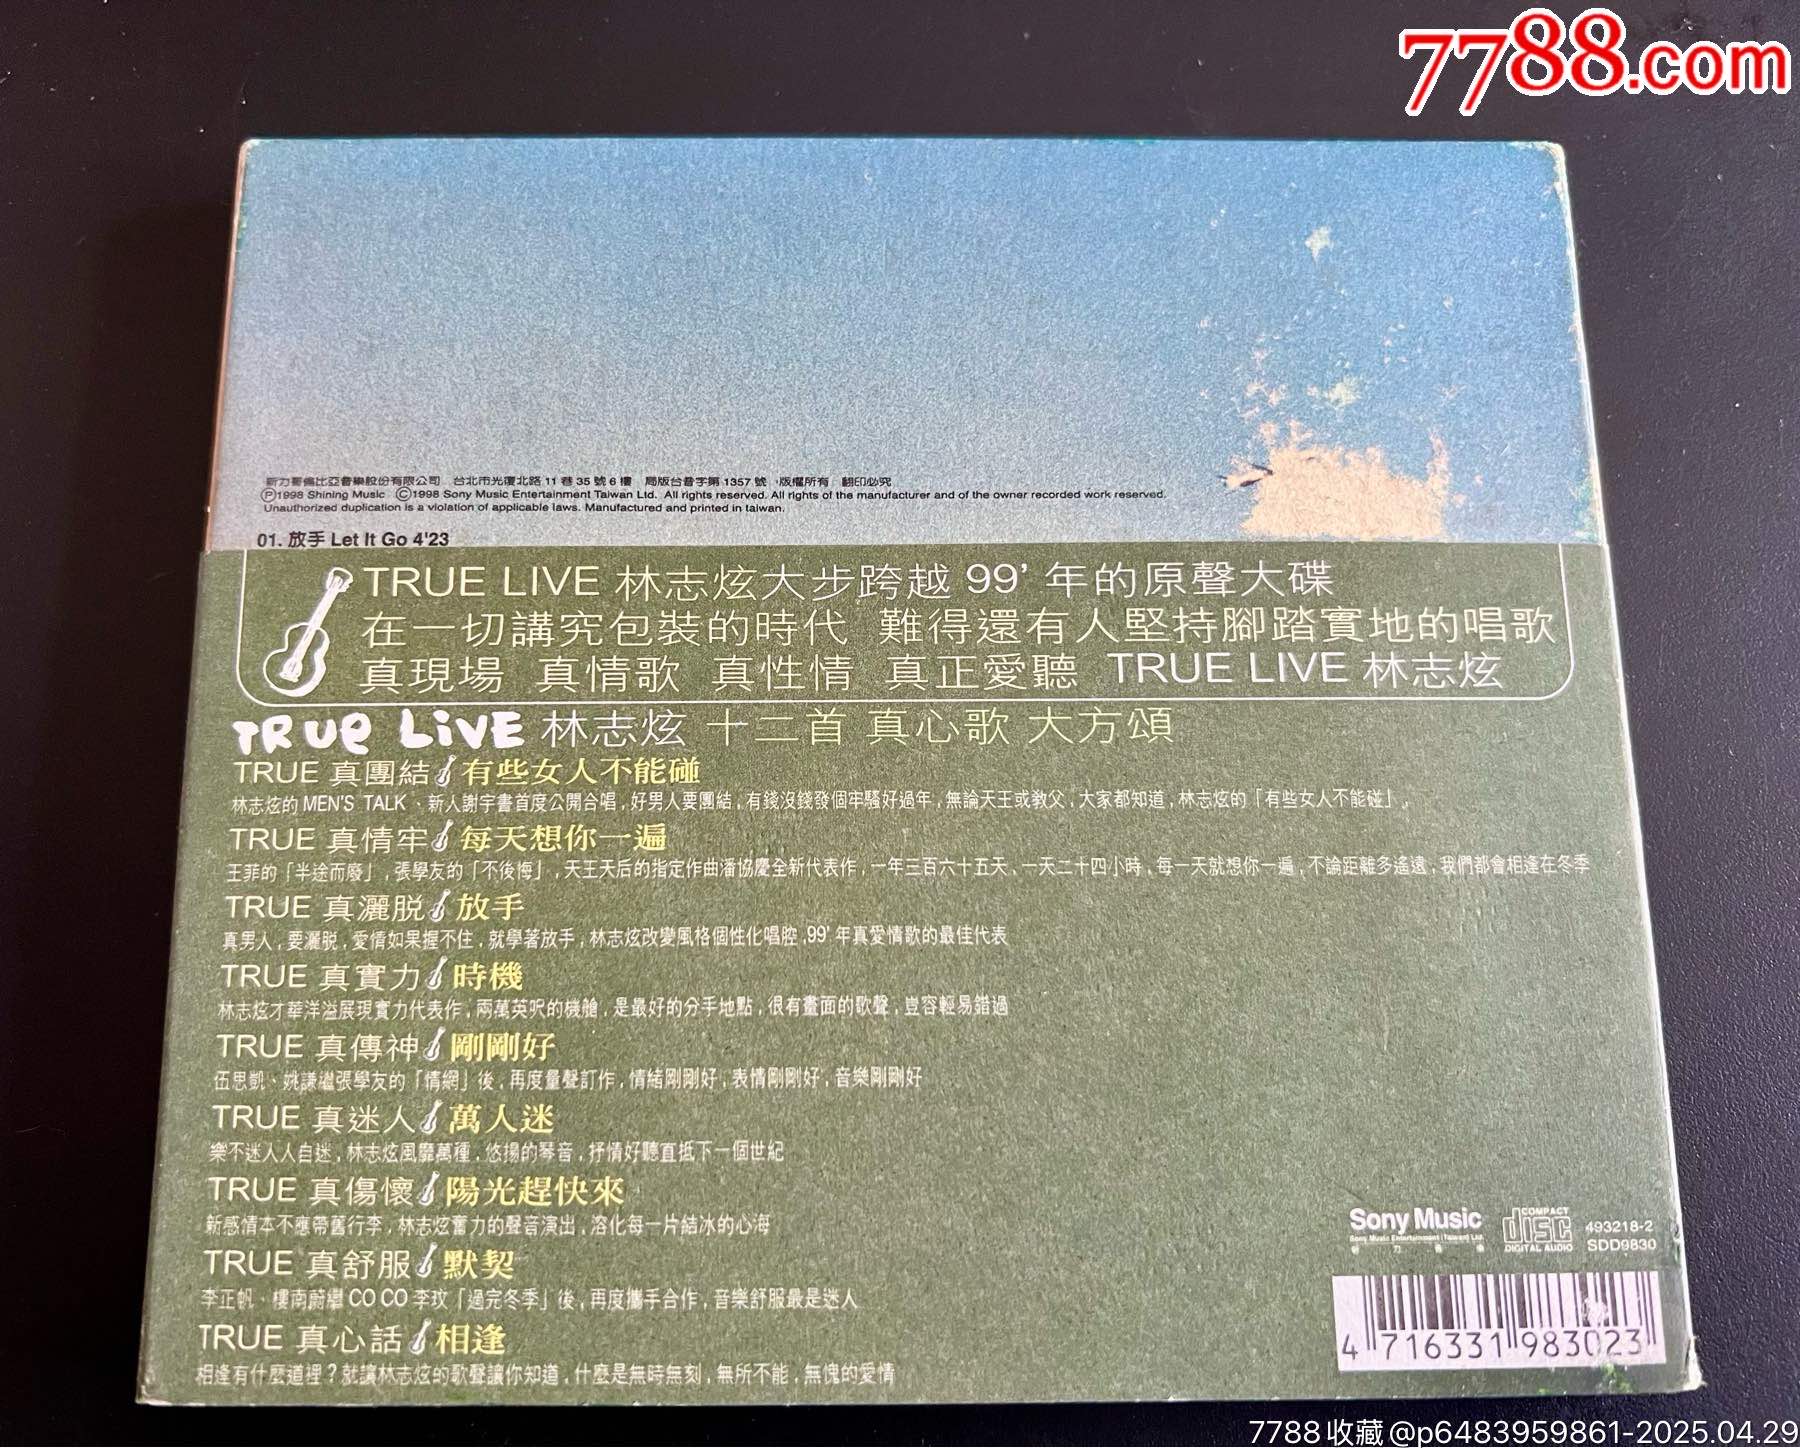 7788.com
新力哥倫比亞音樂股份有限公司 台北市光復北路11巷35號6樓 局版台音字第1357號 ‧版權所有 翻印必究
Ⓟ1998 Shining Music Ⓒ1998 Sony Music Entertainment Taiwan Ltd. All rights reserved. All rights of the manufacturer and of the owner recorded work reserved.
Unauthorized duplication is a violation of applicable laws. Manufactured and printed in taiwan.
01. 放手 Let It Go 4'23
TRUE LIVE 林志炫大步跨越 99' 年的原聲大碟
在一切講究包裝的時代 難得還有人堅持腳踏實地的唱歌
真現場 真情歌 真性情 真正愛聽 TRUE LIVE 林志炫
TRUE LIVE 林志炫 十二首 真心歌 大方頌
TRUE 真團結 有些女人不能碰
林志炫的 MEN'S TALK、新人謝宇書首度公開合唱，好男人要團結，有錢沒錢發個牢騷好過年，無論天王或教父，大家都知道，林志炫的「有些女人不能碰」。
TRUE 真情牢 每天想你一遍
王菲的「半途而廢」，張學友的「不後悔」，天王天后的指定作曲潘協慶全新代表作，一年三百六十五天、一天二十四小時，每一天就想你一遍，不論距離多遙遠，我們都會相逢在冬季
TRUE 真灑脫 放手
真男人，要灑脫，愛情如果握不住，就學著放手，林志炫改變風格個性化唱腔，99' 年真愛情歌的最佳代表
TRUE 真實力 時機
林志炫才華洋溢展現實力代表作，兩萬英呎的機艙，是最好的分手地點，很有畫面的歌聲，豈容輕易錯過
TRUE 真傳神 剛剛好
伍思凱、姚謙繼張學友的「情網」後，再度量聲訂作，情緒剛剛好，表情剛剛好，音樂剛剛好
TRUE 真迷人 萬人迷
樂不迷人人自迷，林志炫風靡萬種，悠揚的琴音，抒情好聽直抵下一個世紀
TRUE 真傷懷 陽光趕快來
新感情本不應帶舊行李，林志炫奮力的聲音演出，溶化每一片結冰的心海
TRUE 真舒服 默契
李正帆、樓南蔚繼 CO CO 李玟「過完冬季」後，再度攜手合作，音樂舒服最是迷人
TRUE 真心話 相逢
相逢有什麼道裡？就讓林志炫的歌聲讓你知道，什麼是無時無刻，無所不能，無愧的愛情
Sony Music
Sony Music Entertainment (Taiwan) Ltd.
新力音樂
COMPACT
disc
DIGITAL AUDIO
493218-2
SDD9830
4 716331 983023
7788收藏@p6483959861-2025.04.29